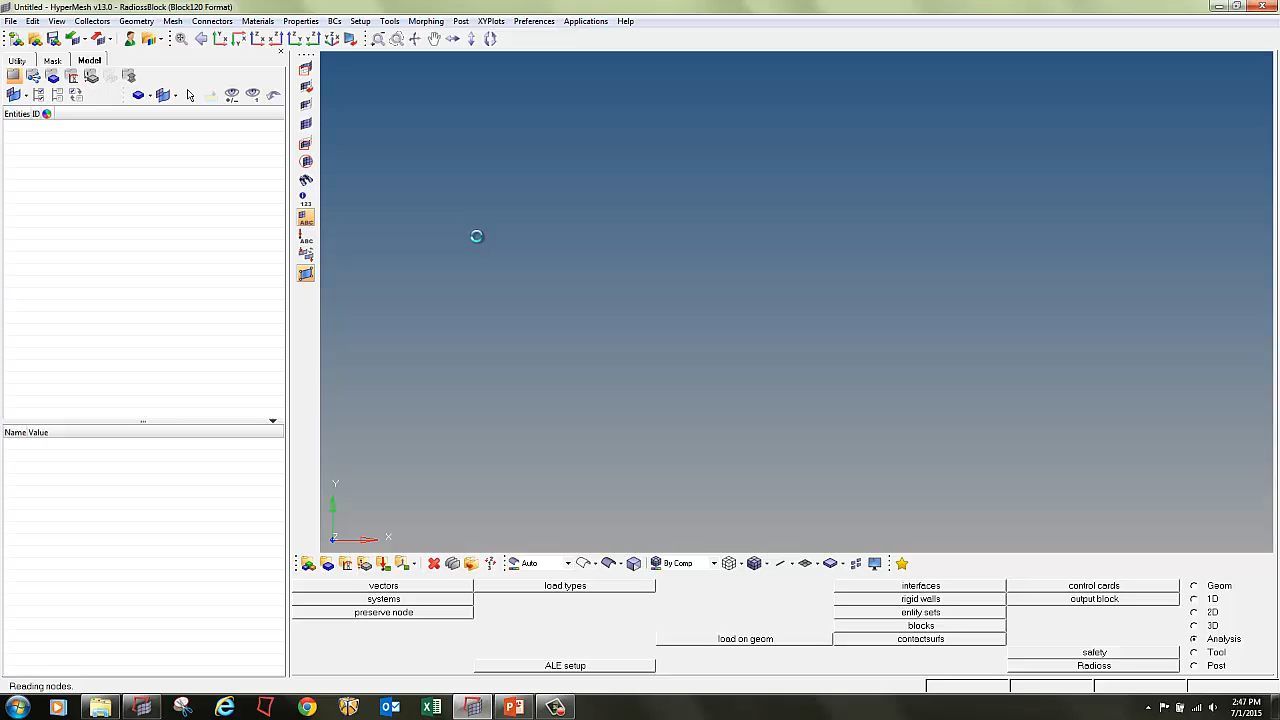 Untitled - HyperMesh v13.0 - RadiossBlock (Block120 Format)
File Edit View Collectors Geometry Mesh Connectors Materials Properties BCs Setup Tools Morphing Post XYPlots Preferences Applications Help
Utility Mask Model
Entities ID
123
ABC
ABC
Name Value
Y
Z X
Auto By Comp
vectors load types interfaces control cards Geom
systems rigid walls output block 1D
preserve node entity sets 2D
blocks 3D
load on geom contactsurfs Analysis
safety Tool
ALE setup Radioss Post
Reading nodes.
2:47 PM
7/1/2015